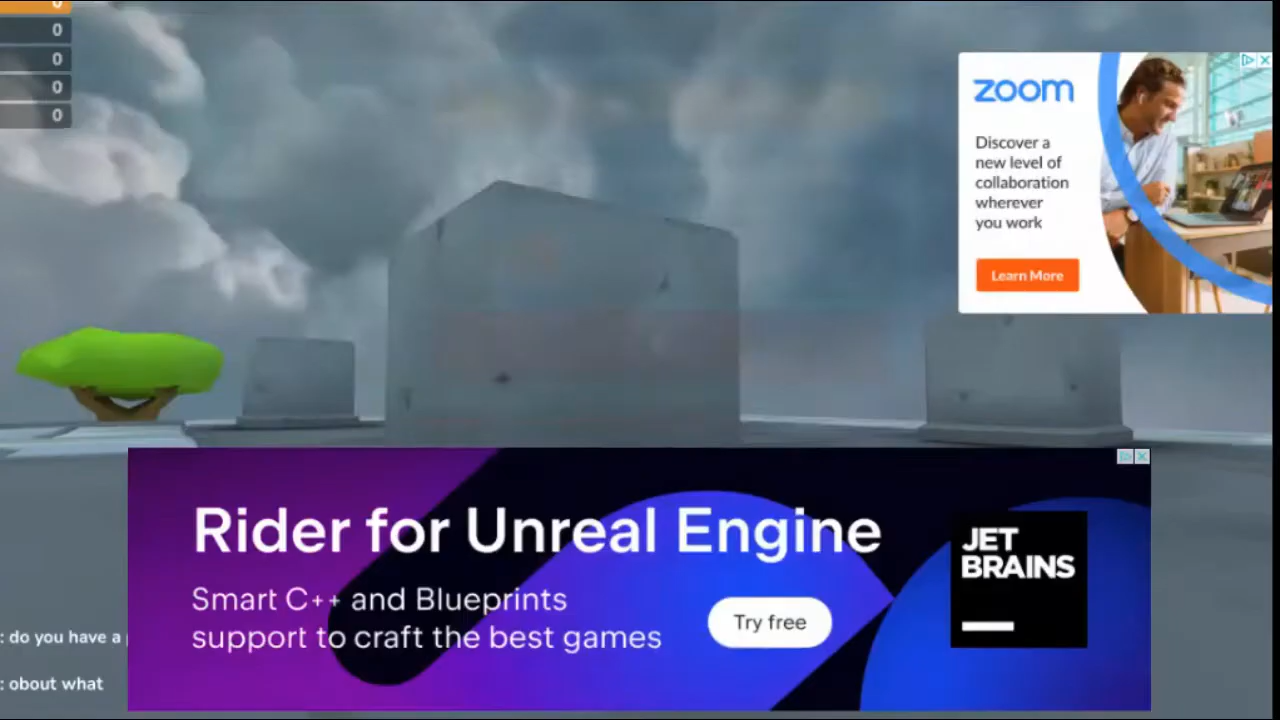 0
0
0
0
0
zoom
Discover a
new level of
collaboration
wherever
you work
Learn More
Rider for Unreal Engine
Smart C++ and Blueprints
support to craft the best games
Try free
JET
BRAINS
: do you have a
: obout what